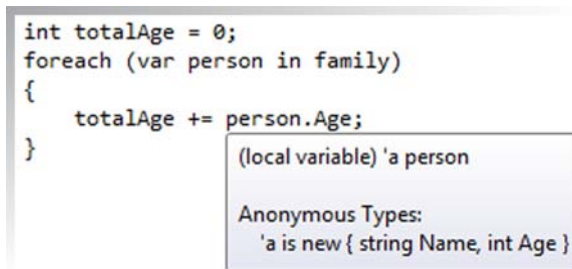 int totalAge = 0;
foreach (var person in family)
{
    totalAge += person.Age;
}
(local variable) 'a person
Anonymous Types:
'a is new { string Name, int Age }